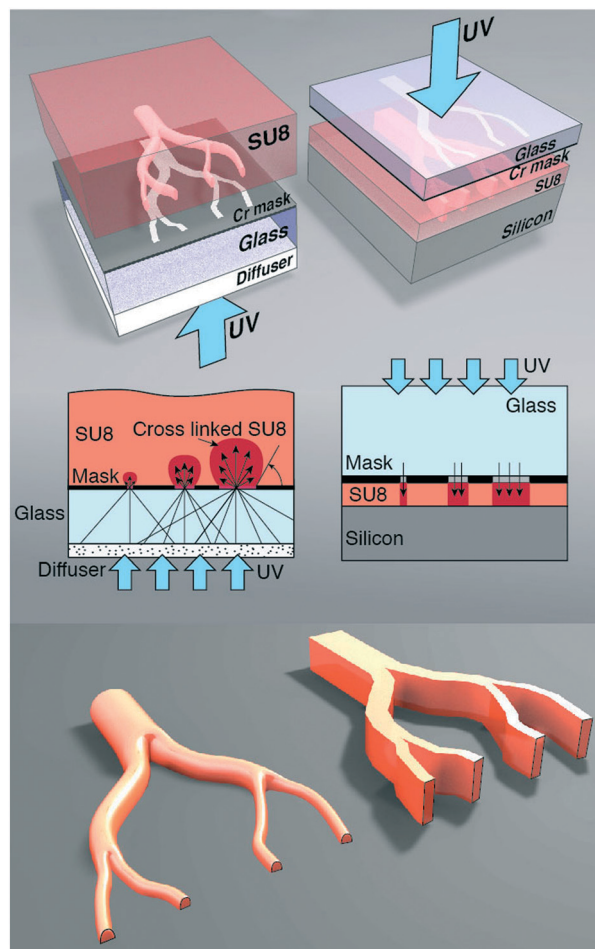 UV
SU8
Cr mask
Glass
Diffuser
UV
Glass
Cr mask
SU8
Silicon
SU8
Cross linked SU8
Mask
Glass
Diffuser
UV
UV
Glass
Mask
SU8
Silicon